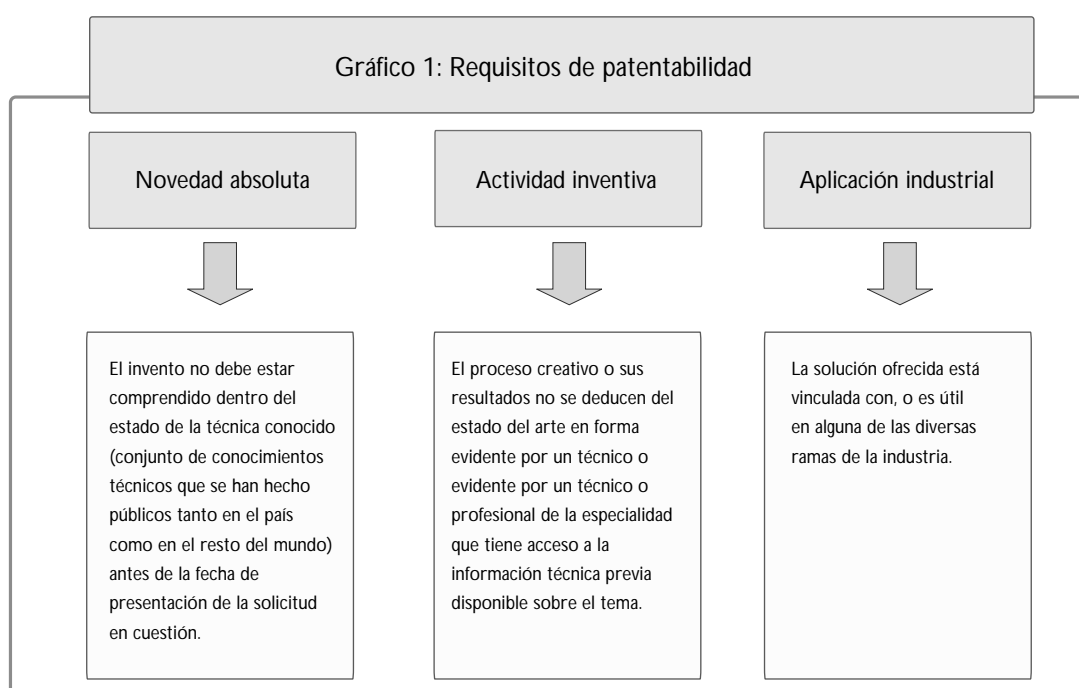 Gráfico 1: Requisitos de patentabilidad
Novedad absoluta
El invento no debe estar
comprendido dentro del
estado de la técnica conocido
(conjunto de conocimientos
técnicos que se han hecho
públicos tanto en el país
como en el resto del mundo)
antes de la fecha de
presentación de la solicitud
en cuestión.
Actividad inventiva
El proceso creativo o sus
resultados no se deducen del
estado del arte en forma
evidente por un técnico o
evidente por un técnico o
profesional de la especialidad
que tiene acceso a la
información técnica previa
disponible sobre el tema.
Aplicación industrial
La solución ofrecida está
vinculada con, o es útil
en alguna de las diversas
ramas de la industria.